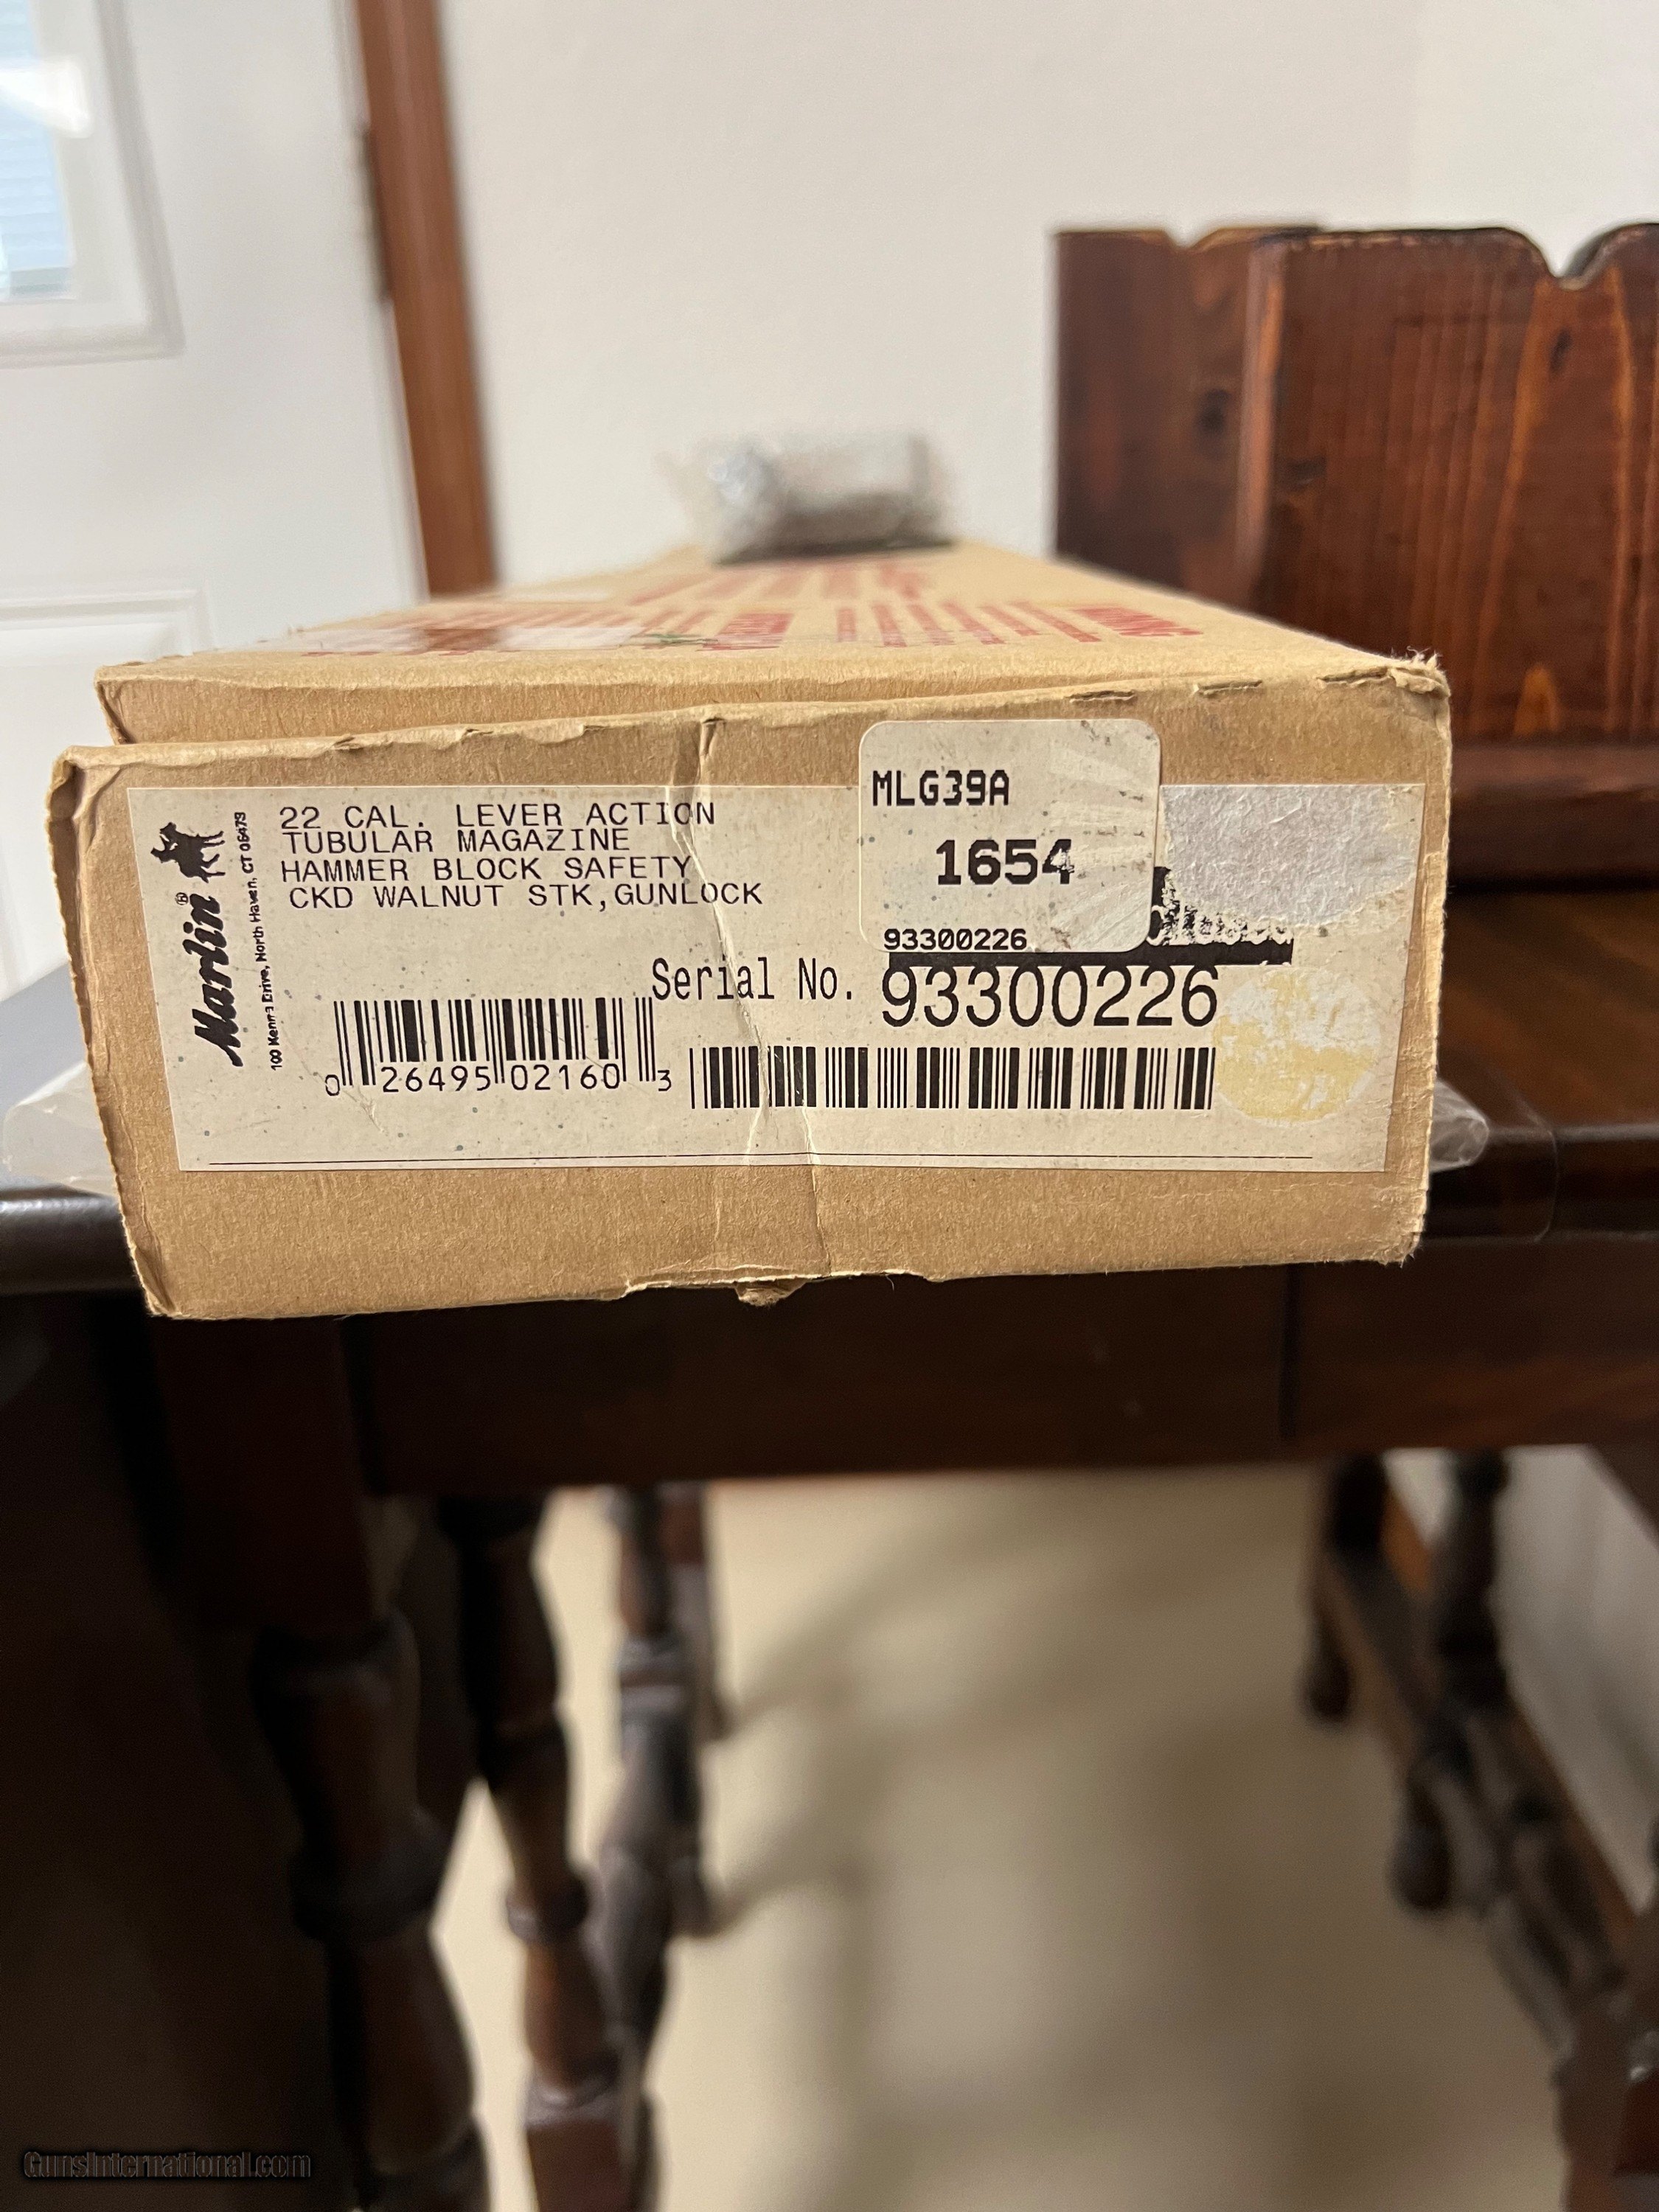 22 CAL. LEVER ACTION
TUBULAR MAGAZINE
HAMMER BLOCK SAFETY
CKD WALNUT STK,GUNLOCK
Marlin®
100 Kenna Drive, North Haven, CT 06473
MLG39A
1654
93300226
Serial No. 93300226
0 26495 02160 3
GunsInternational.com